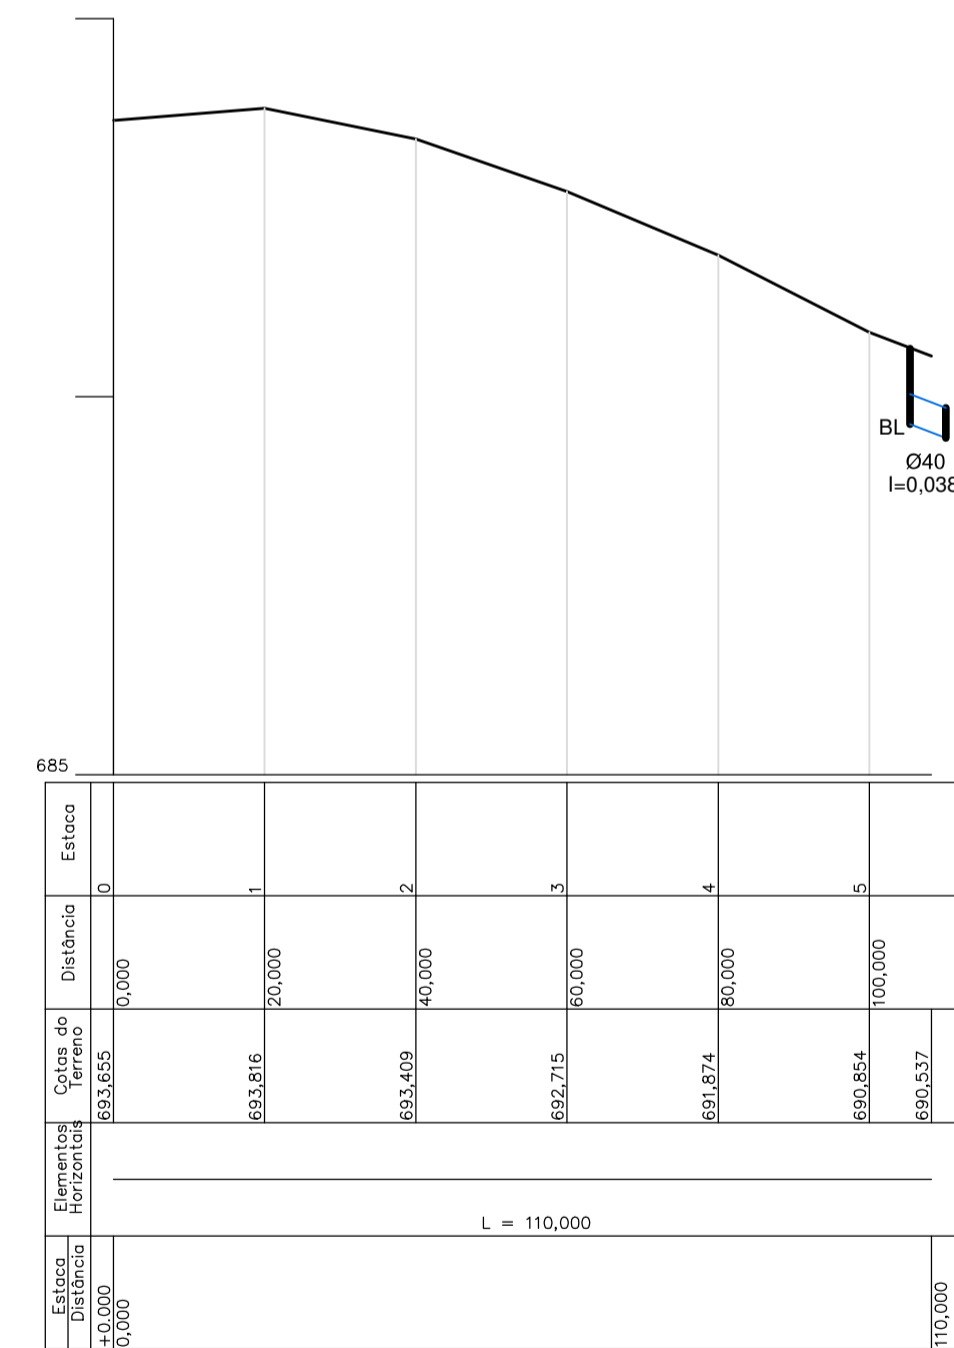 BL
Ø40
I=0,038
685
Estaca
0
1
2
3
4
5
Distância
0,000
20,000
40,000
60,000
80,000
100,000
Cotas do
Terreno
693,655
693,816
693,409
692,715
691,874
690,854
690,537
Elementos
Horizontais
L = 110,000
Estaca
Distância
+0.000
0,000
110,000